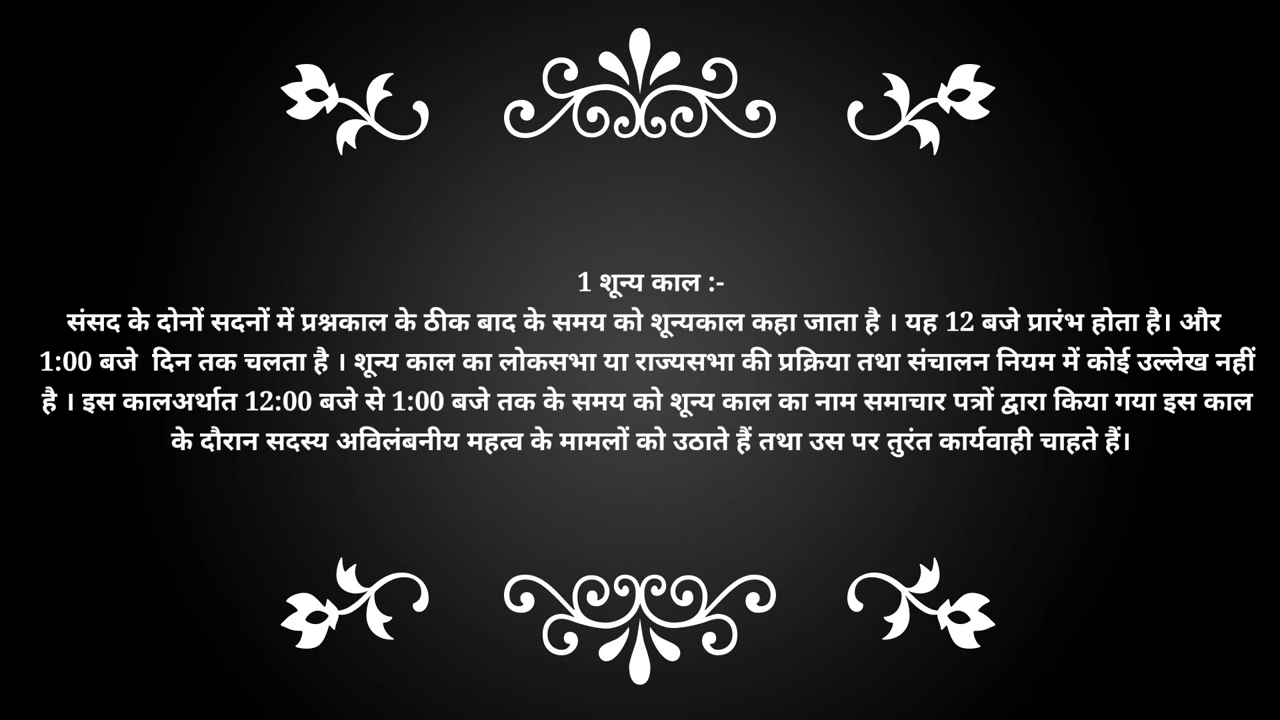 1 शून्य काल :-
संसद के दोनों सदनों में प्रश्नकाल के ठीक बाद के समय को शून्यकाल कहा जाता है । यह 12 बजे प्रारंभ होता है। और
1:00 बजे  दिन तक चलता है । शून्य काल का लोकसभा या राज्यसभा की प्रक्रिया तथा संचालन नियम में कोई उल्लेख नहीं
है । इस कालअर्थात 12:00 बजे से 1:00 बजे तक के समय को शून्य काल का नाम समाचार पत्रों द्वारा किया गया इस काल
के दौरान सदस्य अविलंबनीय महत्व के मामलों को उठाते हैं तथा उस पर तुरंत कार्यवाही चाहते हैं।